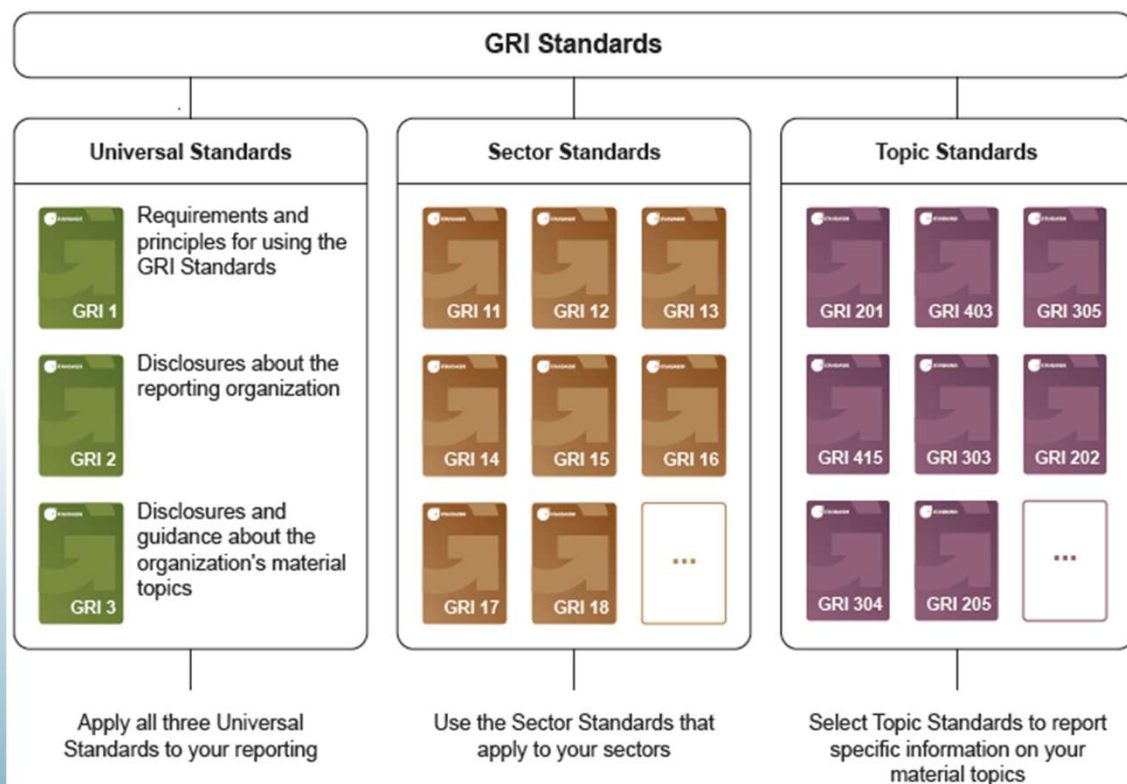 GRI Standards
Universal Standards
GRI 1
Requirements and
principles for using the
GRI Standards
GRI 2
Disclosures about the
reporting organization
GRI 3
Disclosures and
guidance about the
organization's material
topics
Apply all three Universal
Standards to your reporting
Sector Standards
GRI 11
GRI 12
GRI 13
GRI 14
GRI 15
GRI 16
GRI 17
GRI 18
...
Use the Sector Standards that
apply to your sectors
Topic Standards
GRI 201
GRI 403
GRI 305
GRI 415
GRI 303
GRI 202
GRI 304
GRI 205
...
Select Topic Standards to report
specific information on your
material topics